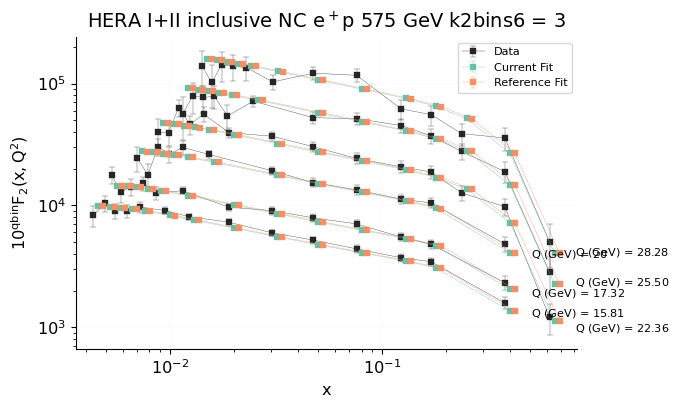 HERA I+II inclusive NC e⁺p 575 GeV k2bins6 = 3
Data
Current Fit
Reference Fit
10^qbin F₂(x, Q²)
10⁵
10⁴
10³
Q (GeV) = 20
Q (GeV) = 28.28
Q (GeV) = 25.50
Q (GeV) = 17.32
Q (GeV) = 15.81
Q (GeV) = 22.36
10⁻²
10⁻¹
x